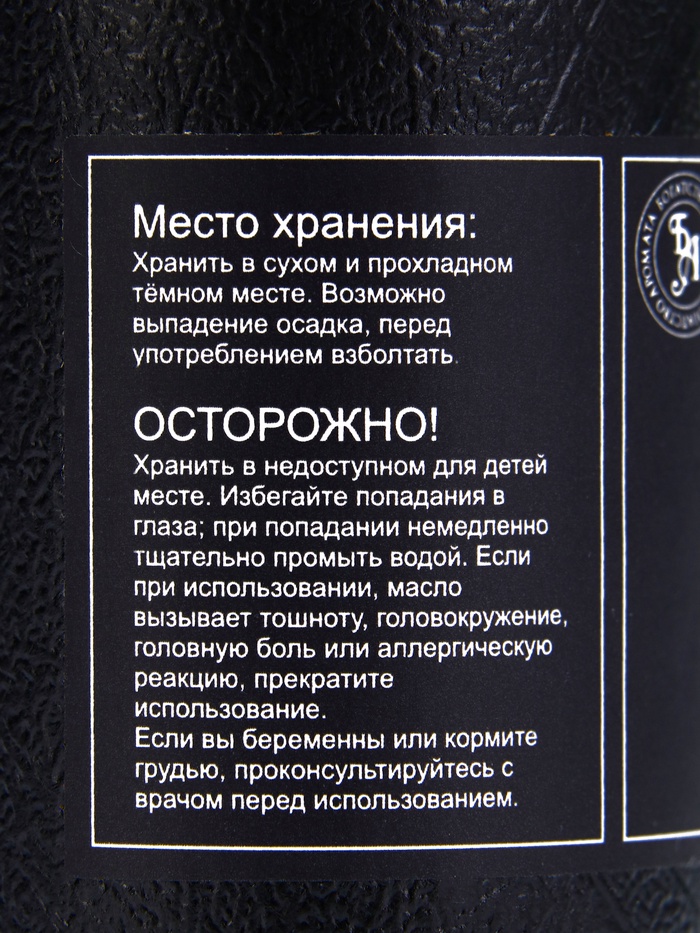 Место хранения:
Хранить в сухом и прохладном
тёмном месте. Возможно
выпадение осадка, перед
употреблением взболтать.
ОСТОРОЖНО!
Хранить в недоступном для детей
месте. Избегайте попадания в
глаза; при попадании немедленно
тщательно промыть водой. Если
при использовании, масло
вызывает тошноту, головокружение,
головную боль или аллергическую
реакцию, прекратите
использование.
Если вы беременны или кормите
грудью, проконсультируйтесь с
врачом перед использованием.
АРОМАТА